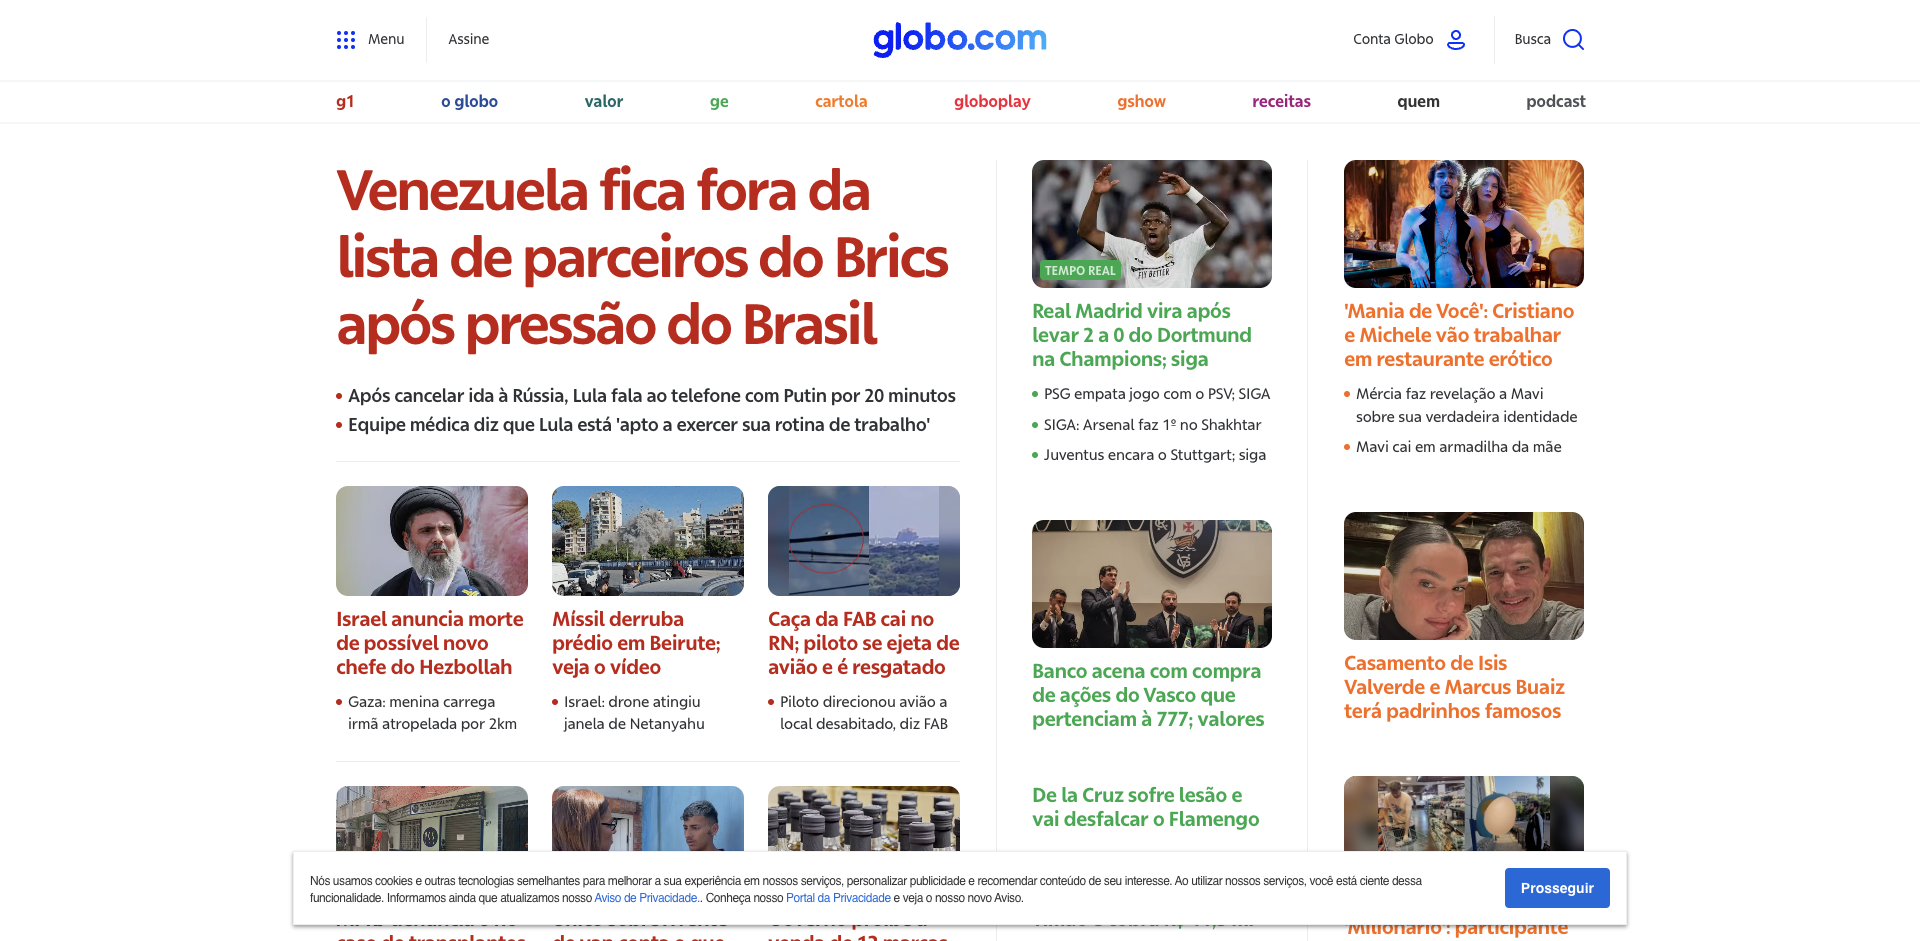 Menu
Assine
globo.com
Conta Globo
Busca
g1
o globo
valor
ge
cartola
globoplay
gshow
receitas
quem
podcast
Venezuela fica fora da
lista de parceiros do Brics
após pressão do Brasil
Após cancelar ida à Rússia, Lula fala ao telefone com Putin por 20 minutos
Equipe médica diz que Lula está 'apto a exercer sua rotina de trabalho'
Israel anuncia morte
de possível novo
chefe do Hezbollah
Gaza: menina carrega
irmã atropelada por 2km
Míssil derruba
prédio em Beirute;
veja o vídeo
Israel: drone atingiu
janela de Netanyahu
Caça da FAB cai no
RN; piloto se ejeta de
avião e é resgatado
Piloto direcionou avião a
local desabitado, diz FAB
FLY BETTER
TEMPO REAL
Real Madrid vira após
levar 2 a 0 do Dortmund
na Champions; siga
PSG empata jogo com o PSV; SIGA
SIGA: Arsenal faz 1º no Shakhtar
Juventus encara o Stuttgart; siga
Banco acena com compra
de ações do Vasco que
pertenciam à 777; valores
De la Cruz sofre lesão e
vai desfalcar o Flamengo
'Mania de Você': Cristiano
e Michele vão trabalhar
em restaurante erótico
Mércia faz revelação a Mavi
sobre sua verdadeira identidade
Mavi cai em armadilha da mãe
Casamento de Isis
Valverde e Marcus Buaiz
terá padrinhos famosos
Nós usamos cookies e outras tecnologias semelhantes para melhorar a sua experiência em nossos serviços, personalizar publicidade e recomendar conteúdo de seu interesse. Ao utilizar nossos serviços, você está ciente dessa
funcionalidade. Informamos ainda que atualizamos nosso Aviso de Privacidade.. Conheça nosso Portal da Privacidade e veja o nosso novo Aviso.
Prosseguir
caso de transplantes
de van conta o que
venda de 12 marcas
'Milionário': participante